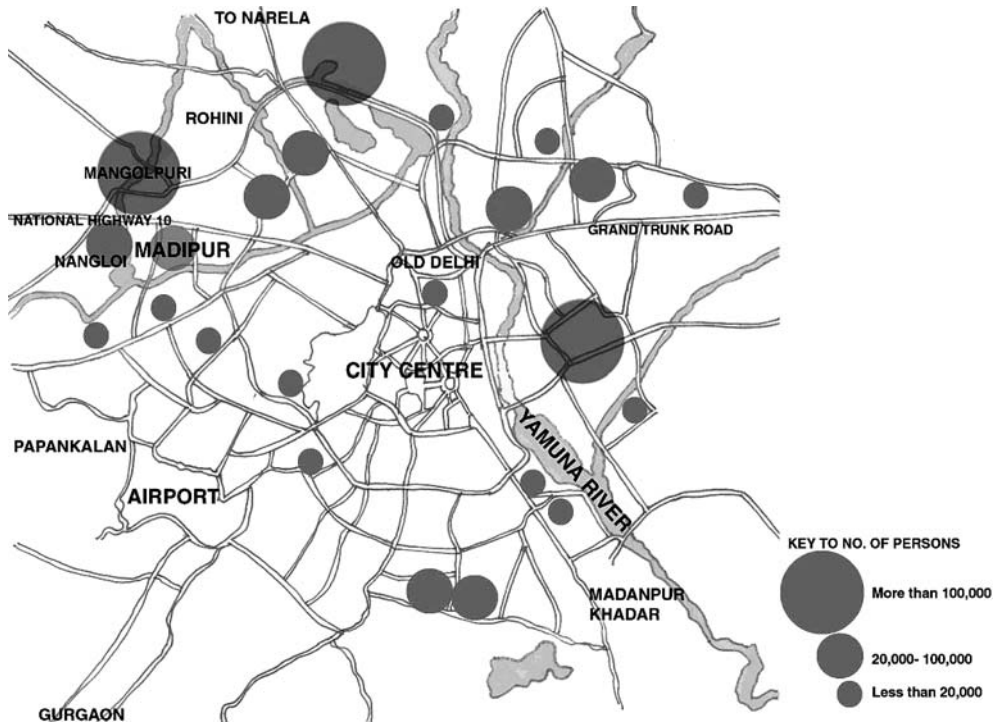 TO NARELA
ROHINI
MANGOLPURI
NATIONAL HIGHWAY 10
NANGLOI
MADIPUR
GRAND TRUNK ROAD
OLD DELHI
CITY CENTRE
PAPANKALAN
AIRPORT
YAMUNA RIVER
MADANPUR
KHADAR
GURGAON
KEY TO NO. OF PERSONS
More than 100,000
20,000- 100,000
Less than 20,000